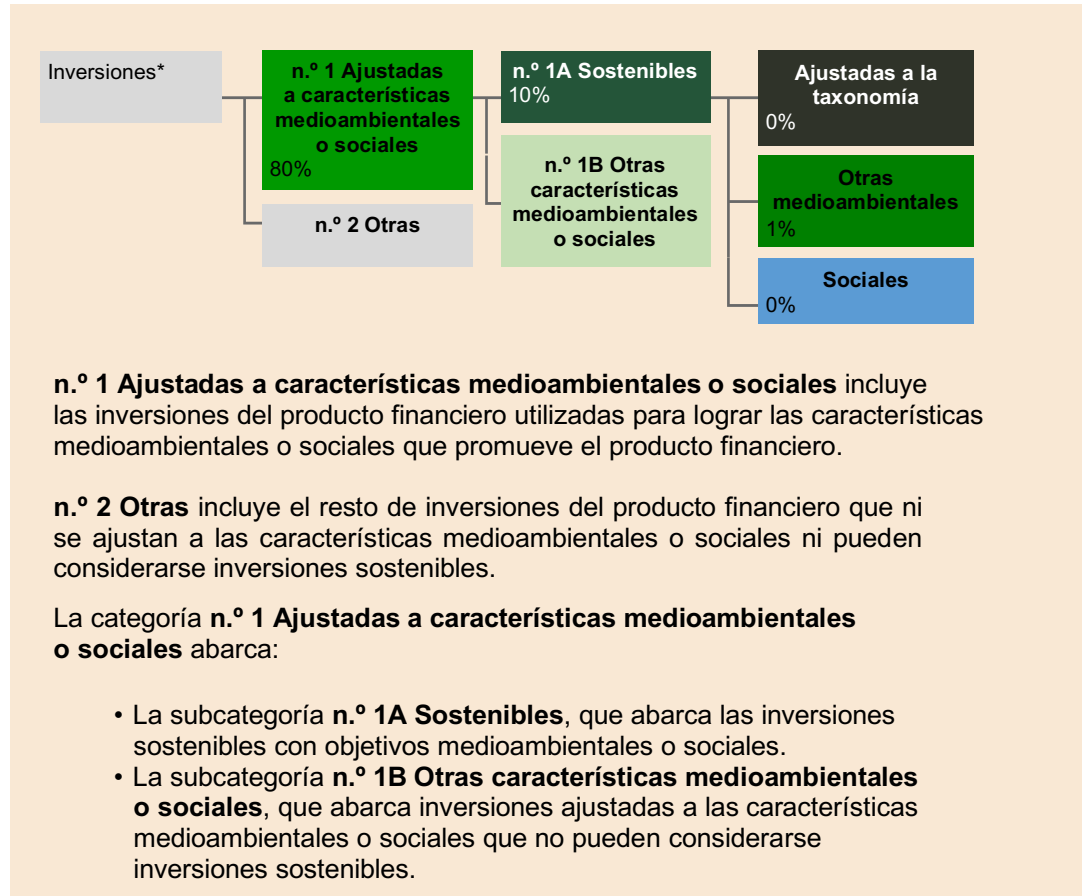 Inversiones*
n.º 1 Ajustadas
a características
medioambientales
o sociales
80%
n.º 2 Otras
n.º 1A Sostenibles
10%
n.º 1B Otras
características
medioambientales
o sociales
Ajustadas a la
taxonomía
0%
Otras
medioambientales
1%
Sociales
0%
n.º 1 Ajustadas a características medioambientales o sociales incluye
las inversiones del producto financiero utilizadas para lograr las características
medioambientales o sociales que promueve el producto financiero.
n.º 2 Otras incluye el resto de inversiones del producto financiero que ni
se ajustan a las características medioambientales o sociales ni pueden
considerarse inversiones sostenibles.
La categoría n.º 1 Ajustadas a características medioambientales
o sociales abarca:
• La subcategoría n.º 1A Sostenibles, que abarca las inversiones
sostenibles con objetivos medioambientales o sociales.
• La subcategoría n.º 1B Otras características medioambientales
o sociales, que abarca inversiones ajustadas a las características
medioambientales o sociales que no pueden considerarse
inversiones sostenibles.